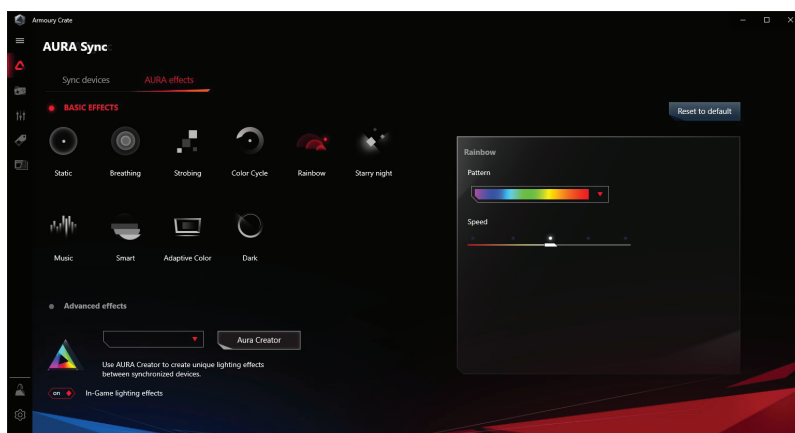 Armoury Crate
AURA Sync
Sync devices
AURA effects
BASIC EFFECTS
Reset to default
Static
Breathing
Strobing
Color Cycle
Rainbow
Starry night
Music
Smart
Adaptive Color
Dark
Rainbow
Pattern
Speed
Advanced effects
Aura Creator
Use AURA Creator to create unique lighting effects
between synchronized devices.
on
In-Game lighting effects